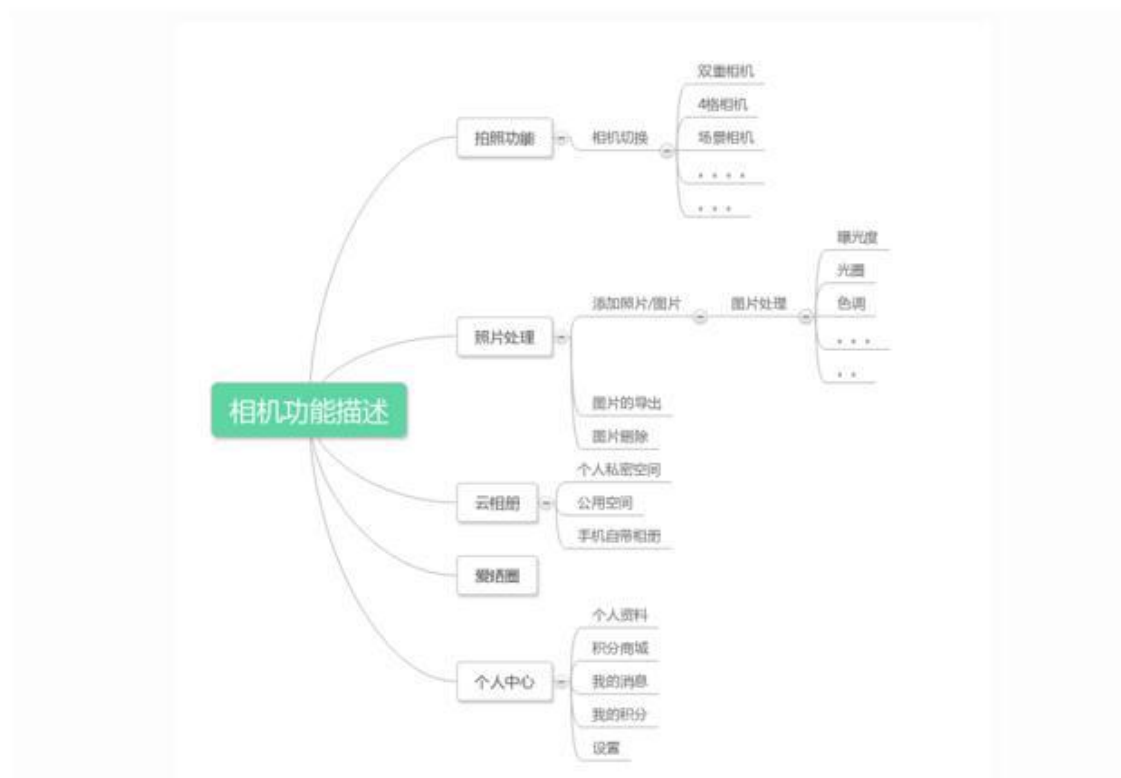 双重相机
4格相机
拍照功能
相机切换
场景相机
。。。。
。。。
曝光度
光圈
添加照片/图片
图片处理
色调
照片处理
。。。
。。
相机功能描述
图片的导出
图片删除
个人私密空间
云相册
公用空间
手机自带相册
个人资料
积分商城
个人中心
我的消息
我的积分
设置